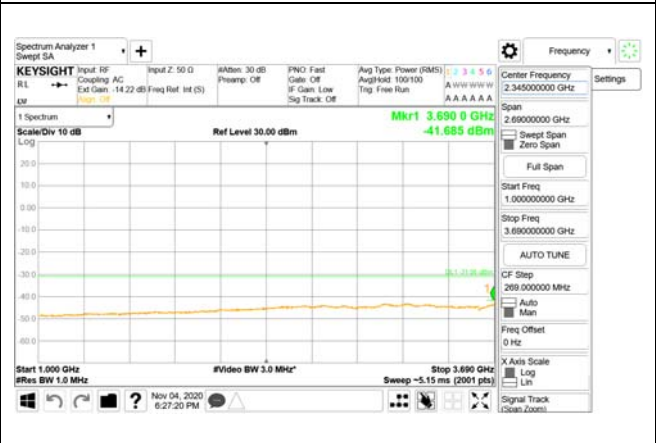 Spectrum Analyzer 1
Swept SA
Frequency
KEYSIGHT
RL
LXI
Input: RF
Coupling: AC
Ext Gain: -14.22 dB
Align: Off
Input Z: 50 Ω
Freq Ref: Int (S)
#Atten: 30 dB
Preamp: Off
PNO: Fast
Gate: Off
IF Gain: Low
Sig Track: Off
Avg Type: Power (RMS)
Avg|Hold: 100/100
Trig: Free Run
1 2 3 4 5 6
A W W W W W
A A A A A A
1 Spectrum
Scale/Div 10 dB
Log
Ref Level 30.00 dBm
Mkr1 3.690 0 GHz
-41.685 dBm
20.0
10.0
0.00
-10.0
-20.0
-30.0
-40.0
-50.0
-60.0
1
Start 1.000 GHz
#Res BW 1.0 MHz
#Video BW 3.0 MHz*
Stop 3.690 GHz
Sweep ~5.15 ms (2001 pts)
Nov 04, 2020
6:27:20 PM
Center Frequency
2.345000000 GHz
Settings
Span
2.69000000 GHz
Swept Span
Zero Span
Full Span
Start Freq
1.000000000 GHz
Stop Freq
3.690000000 GHz
AUTO TUNE
CF Step
269.000000 MHz
Auto
Man
Freq Offset
0 Hz
X Axis Scale
Log
Lin
Signal Track
(Span Zoom)